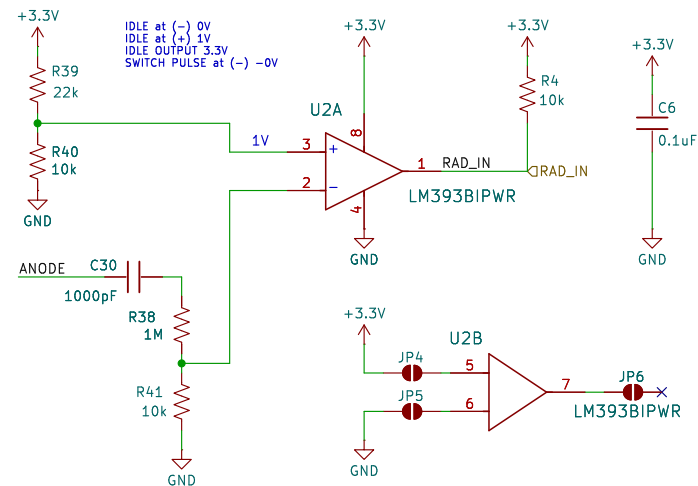 +3.3V
IDLE at (-) 0V
IDLE at (+) 1V
IDLE OUTPUT 3.3V
SWITCH PULSE at (-) -0V
+3.3V
+3.3V
+3.3V
R39
22k
R4
10k
U2A
8
C6
0.1uF
1V
3
+
R40
10k
1
RAD_IN
RAD_IN
2
-
4
LM393BIPWR
GND
GND
GND
ANODE
C30
1000pF
R38
1M
+3.3V
U2B
JP4
5
R41
10k
JP5
6
7
JP6
LM393BIPWR
GND
GND